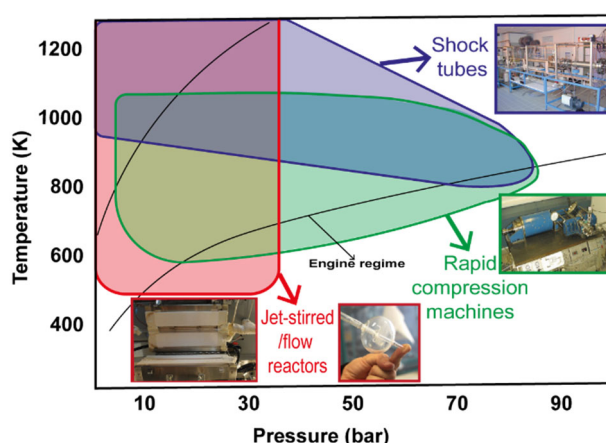 1200
1000
800
600
400
Temperature (K)
10
30
50
70
90
Pressure (bar)
Shock
tubes
Engine regime
Rapid
compression
machines
Jet-stirred
/flow
reactors